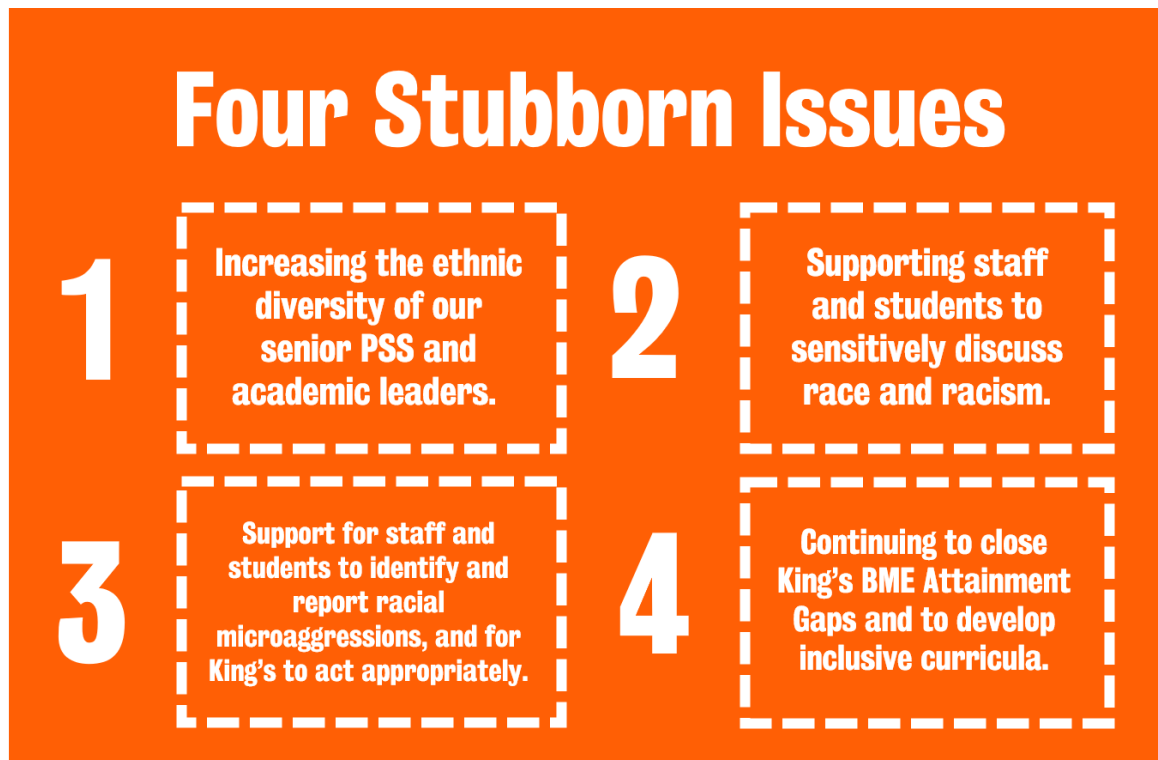 Four Stubborn Issues
1
Increasing the ethnic
diversity of our
senior PSS and
academic leaders.
2
Supporting staff
and students to
sensitively discuss
race and racism.
3
Support for staff and
students to identify and
report racial
microaggressions, and for
King's to act appropriately.
4
Continuing to close
King's BME Attainment
Gaps and to develop
inclusive curricula.